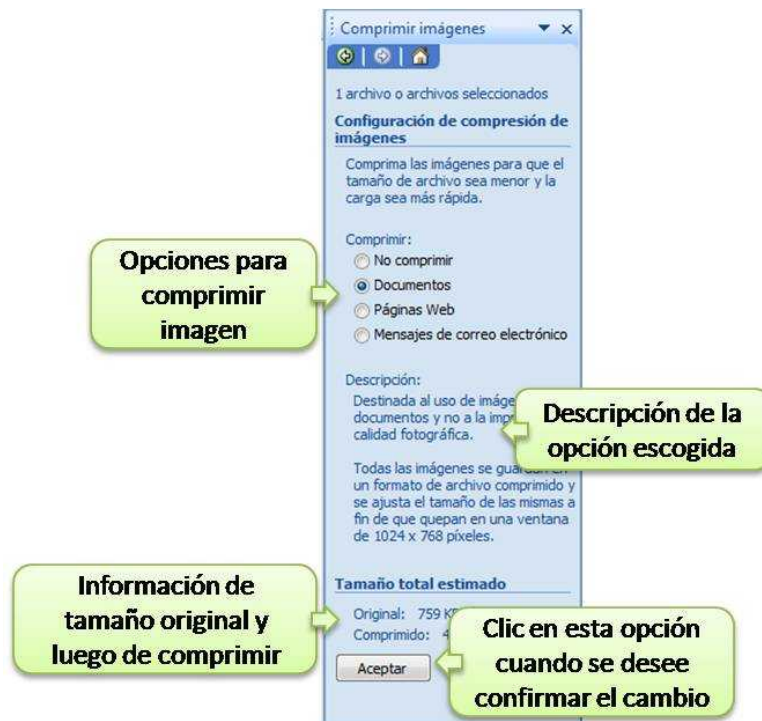 Comprimir imágenes
1 archivo o archivos seleccionados
Configuración de compresión de
imágenes
Comprima las imágenes para que el
tamaño de archivo sea menor y la
carga sea más rápida.
Comprimir:
No comprimir
Documentos
Páginas Web
Mensajes de correo electrónico
Opciones para
comprimir
imagen
Descripción:
Destinada al uso de
documentos y no a la
calidad fotográfica.
Descripción de la
opción escogida
Todas las imágenes se guardan en
un formato de archivo comprimido y
se ajusta el tamaño de las mismas a
fin de que quepan en una ventana
de 1024 x 768 píxeles.
Tamaño total estimado
Información de
tamaño original y
luego de comprimir
Original: 759
Comprimido:
Aceptar
Clic en esta opción
cuando se desee
confirmar el cambio